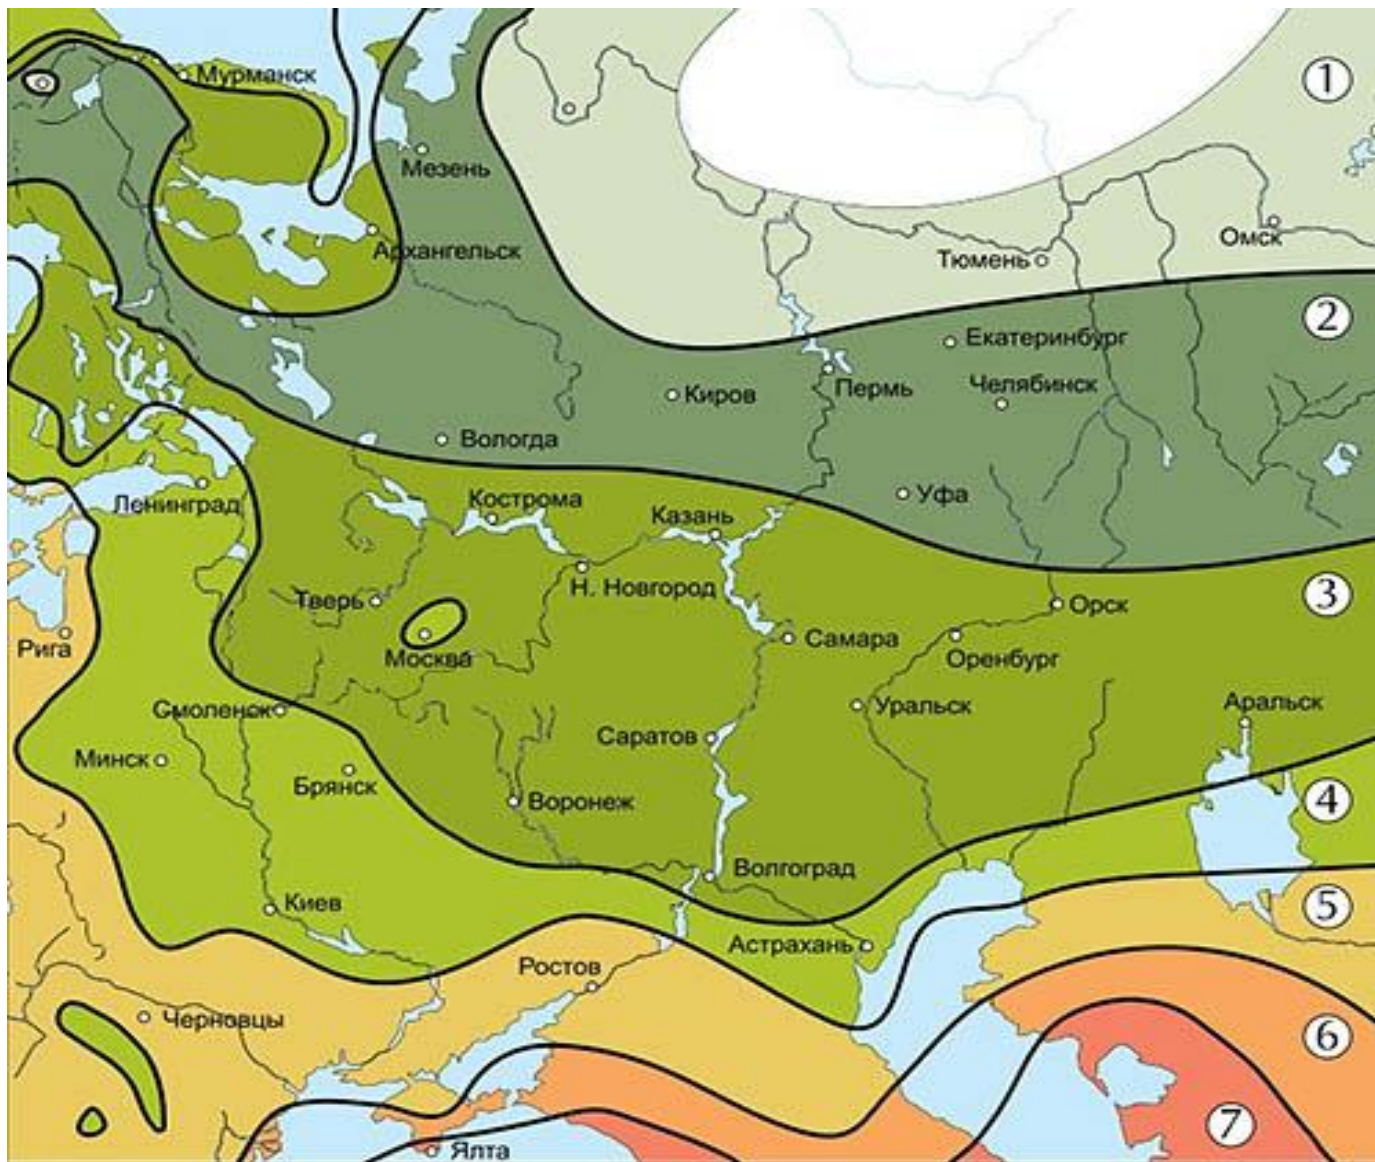 Мурманск
1
Мезень
Архангельск
Омск
Тюмень
2
Екатеринбург
Киров
Пермь
Челябинск
Вологда
Уфа
Ленинград
Кострома
Казань
Н. Новгород
3
Тверь
Орск
Рига
Москва
Самара
Оренбург
Смоленск
Уральск
Аральск
Минск
Саратов
Брянск
Воронеж
4
Волгоград
Киев
5
Астрахань
Ростов
Черновцы
6
7
Ялта